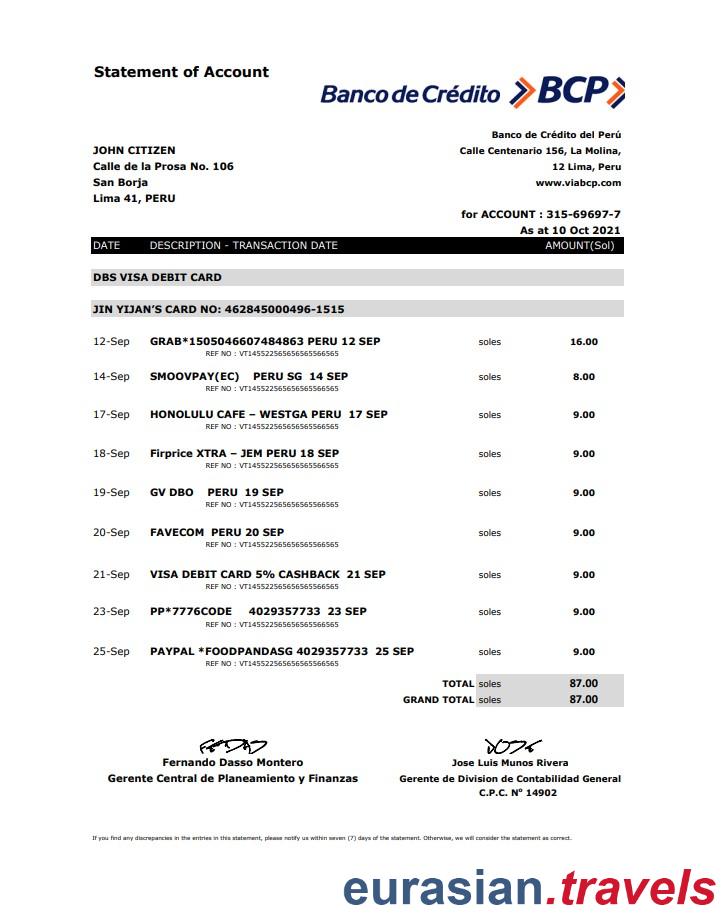 Statement of Account
Banco de Crédito BCP
Banco de Crédito del Perú
JOHN CITIZEN
Calle Centenario 156, La Molina,
Calle de la Prosa No. 106
12 Lima, Peru
San Borja
www.viabcp.com
Lima 41, PERU
for ACCOUNT : 315-69697-7
As at 10 Oct 2021
DATE DESCRIPTION - TRANSACTION DATE AMOUNT(Sol)
DBS VISA DEBIT CARD
JIN YIJAN’S CARD NO: 462845000496-1515
12-Sep GRAB*1505046607484863 PERU 12 SEP soles 16.00
REF NO : VT145522565656565566565
14-Sep SMOOVPAY(EC) PERU SG 14 SEP soles 8.00
REF NO : VT145522565656565566565
17-Sep HONOLULU CAFE – WESTGA PERU 17 SEP soles 9.00
REF NO : VT145522565656565566565
18-Sep Firprice XTRA – JEM PERU 18 SEP soles 9.00
REF NO : VT145522565656565566565
19-Sep GV DBO PERU 19 SEP soles 9.00
REF NO : VT145522565656565566565
20-Sep FAVECOM PERU 20 SEP soles 9.00
REF NO : VT145522565656565566565
21-Sep VISA DEBIT CARD 5% CASHBACK 21 SEP soles 9.00
REF NO : VT145522565656565566565
23-Sep PP*7776CODE 4029357733 23 SEP soles 9.00
REF NO : VT145522565656565566565
25-Sep PAYPAL *FOODPANDASG 4029357733 25 SEP soles 9.00
REF NO : VT145522565656565566565
TOTAL soles 87.00
GRAND TOTAL soles 87.00
Fernando Dasso Montero
Jose Luis Munos Rivera
Gerente Central de Planeamiento y Finanzas
Gerente de Division de Contabilidad General
C.P.C. Nº 14902
If you find any discrepancies in the entries in this statement, please notify us within seven (7) days of the statement. Otherwise, we will consider the statement as correct.
eurasian.travels